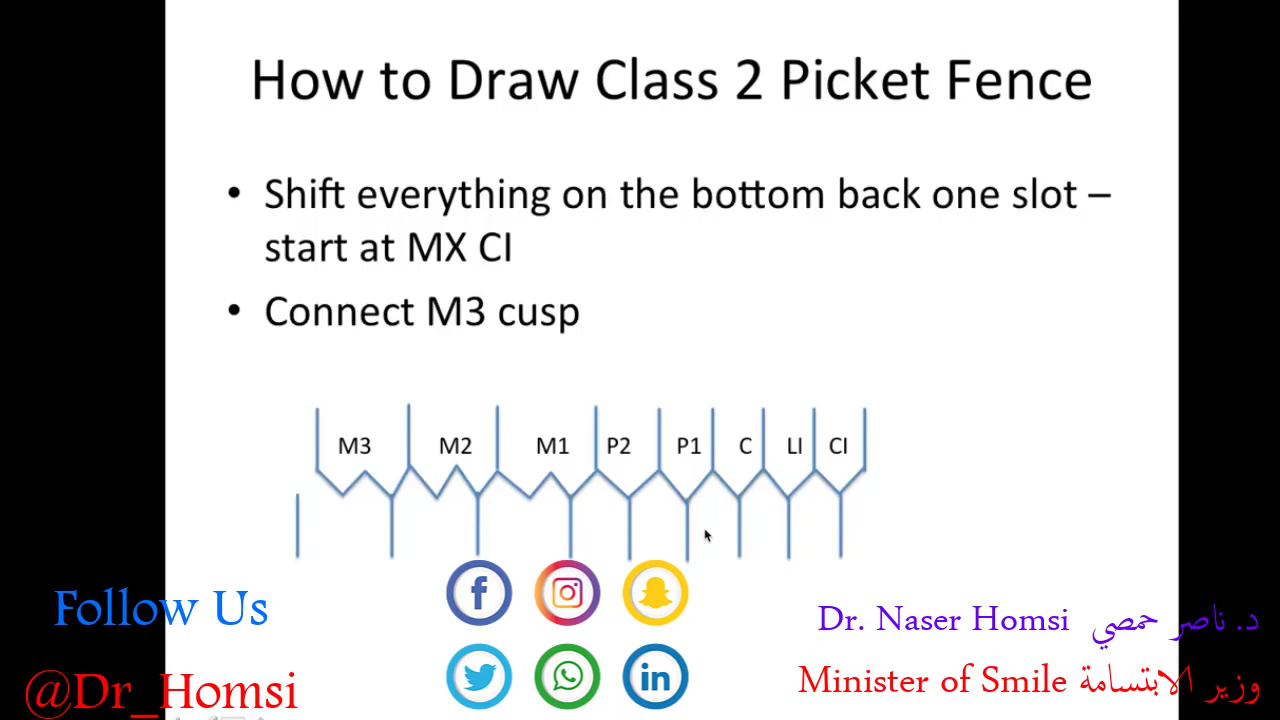 How to Draw Class 2 Picket Fence
• Shift everything on the bottom back one slot –
start at MX CI
• Connect M3 cusp
M3 M2 M1 P2 P1 C LI CI
Follow Us
@Dr_Homsi
Dr. Naser Homsi د. ناصر حمصي
Minister of Smile وزير الابتسامة